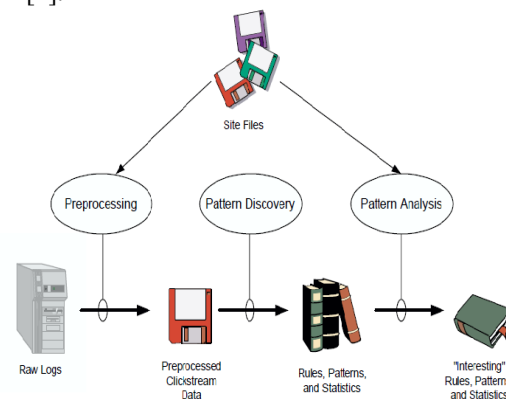 Site Files
Preprocessing
Pattern Discovery
Pattern Analysis
Raw Logs
Preprocessed
Clickstream
Data
Rules, Patterns,
and Statistics
"Interesting"
Rules, Pattern
and Statistics